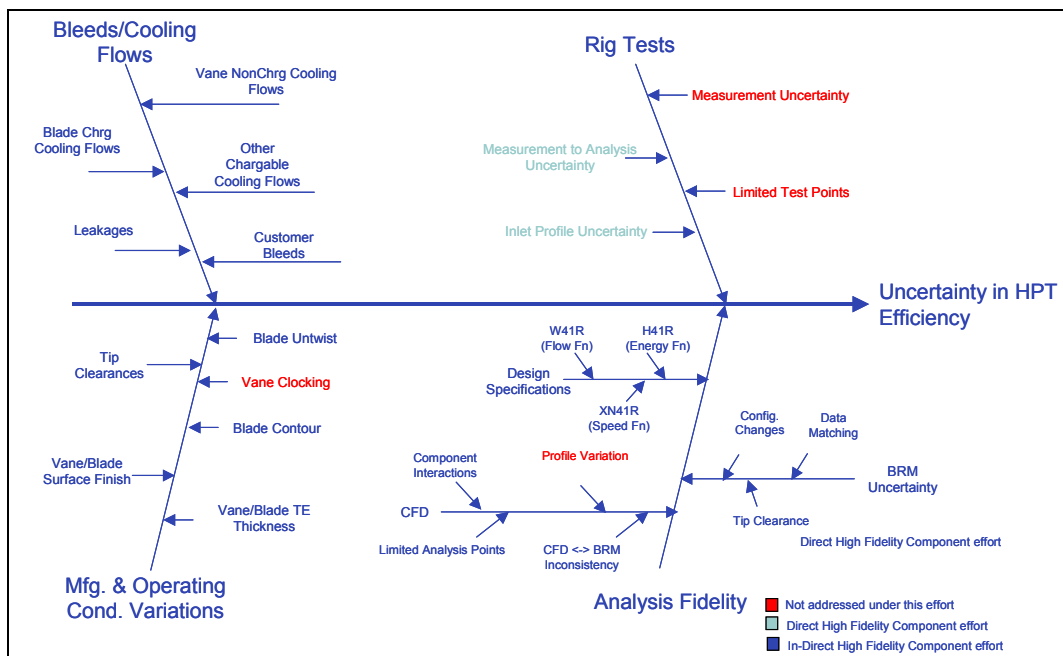 Bleeds/Cooling
Flows
Vane NonChrg Cooling
Flows
Blade Chrg
Cooling Flows
Other
Chargable
Cooling Flows
Leakages
Customer
Bleeds
Rig Tests
Measurement Uncertainty
Measurement to Analysis
Uncertainty
Limited Test Points
Inlet Profile Uncertainty
Uncertainty in HPT
Efficiency
Blade Untwist
Tip
Clearances
Vane Clocking
Blade Contour
Vane/Blade
Surface Finish
Vane/Blade TE
Thickness
Mfg. & Operating
Cond. Variations
W41R
(Flow Fn)
H41R
(Energy Fn)
Design
Specifications
XN41R
(Speed Fn)
Config.
Changes
Data
Matching
BRM
Uncertainty
Tip Clearance
Direct High Fidelity Component effort
Component
Interactions
Profile Variation
CFD
Limited Analysis Points
CFD <-> BRM
Inconsistency
Analysis Fidelity
Not addressed under this effort
Direct High Fidelity Component effort
In-Direct High Fidelity Component effort